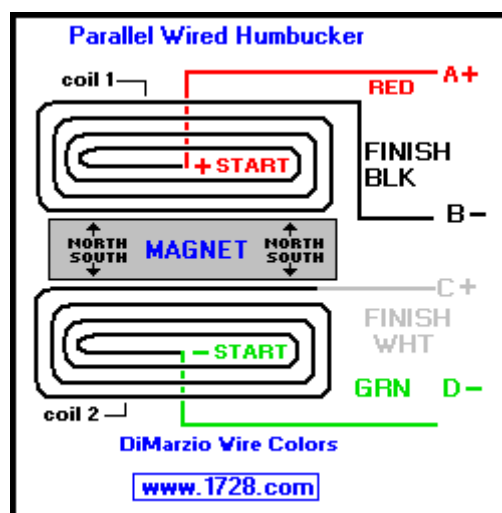 Parallel Wired Humbucker
coil 1
A+
RED
+ START
FINISH
BLK
B-
NORTH
SOUTH
MAGNET
NORTH
SOUTH
C+
FINISH
WHT
- START
GRN D-
coil 2
DiMarzio Wire Colors
www.1728.com